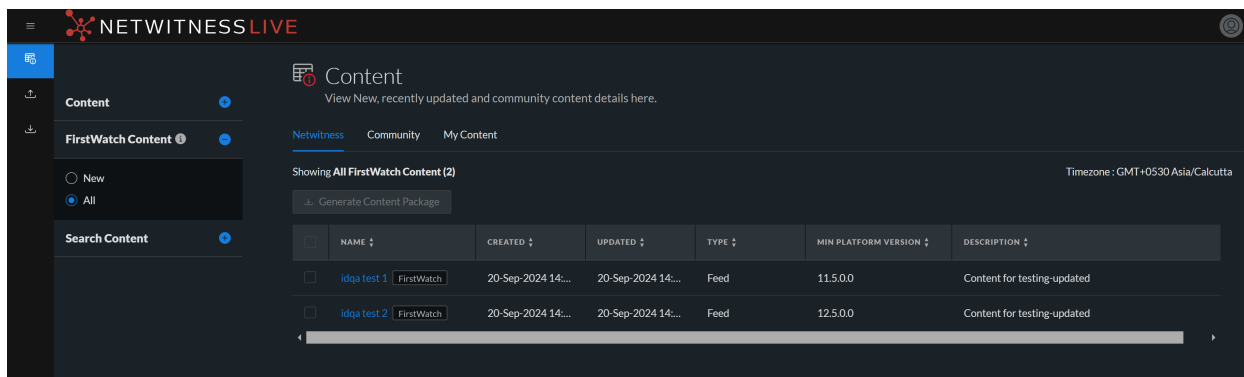 NETWITNESSLIVE
Content
View New, recently updated and community content details here.
Content
FirstWatch Content
New
All
Search Content
Netwitness Community My Content
Showing All FirstWatch Content (2) Timezone : GMT+0530 Asia/Calcutta
Generate Content Package
NAME CREATED UPDATED TYPE MIN PLATFORM VERSION DESCRIPTION
idqa test 1 FirstWatch 20-Sep-2024 14:... 20-Sep-2024 14:... Feed 11.5.0.0 Content for testing-updated
idqa test 2 FirstWatch 20-Sep-2024 14:... 20-Sep-2024 14:... Feed 12.5.0.0 Content for testing-updated